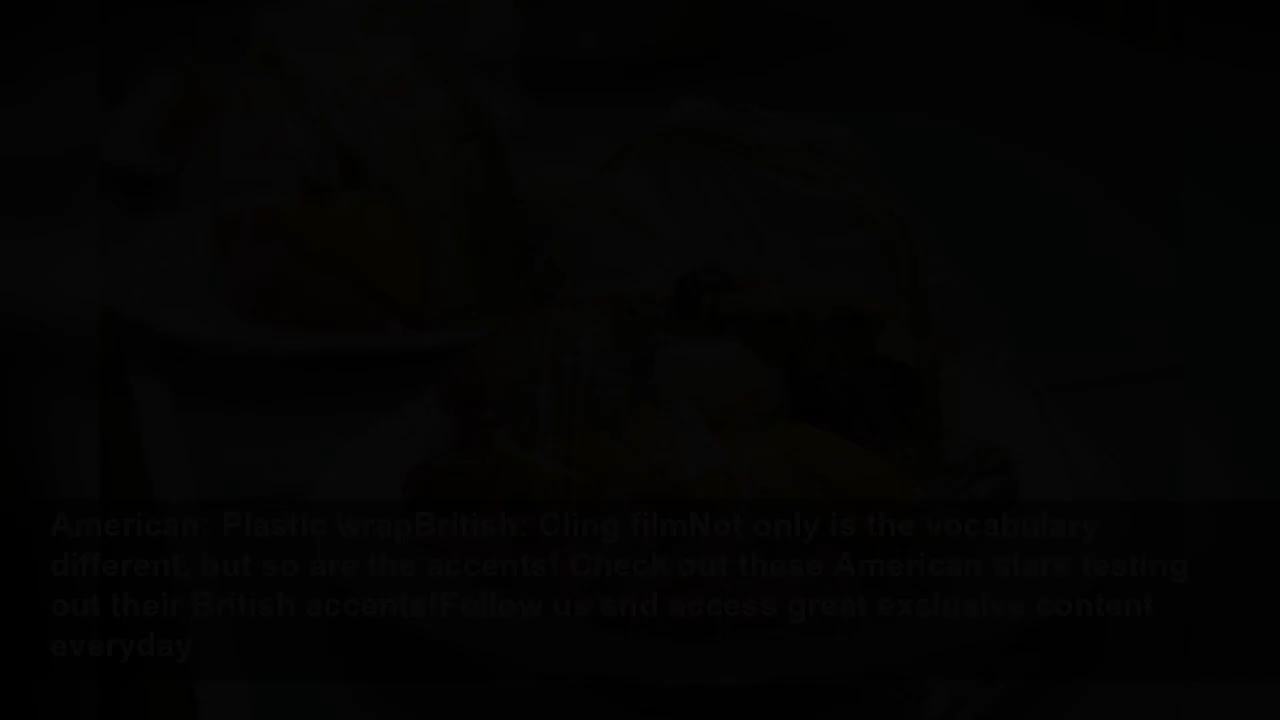 American: Plastic wrapBritish: Cling filmNot only is the vocabulary
different, but so are the accents! Check out these American stars testing
out their British accents!Follow us and access great exclusive content
everyday